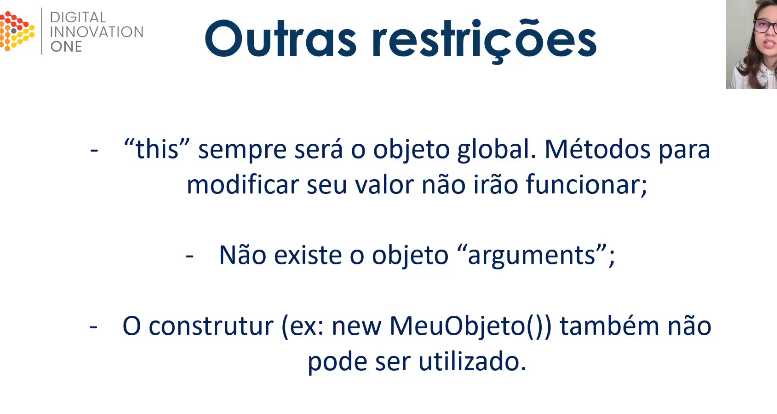 DIGITAL
INNOVATION
ONE
Outras restrições
- “this” sempre será o objeto global. Métodos para
modificar seu valor não irão funcionar;
- Não existe o objeto “arguments”;
- O construtur (ex: new MeuObjeto()) também não
pode ser utilizado.